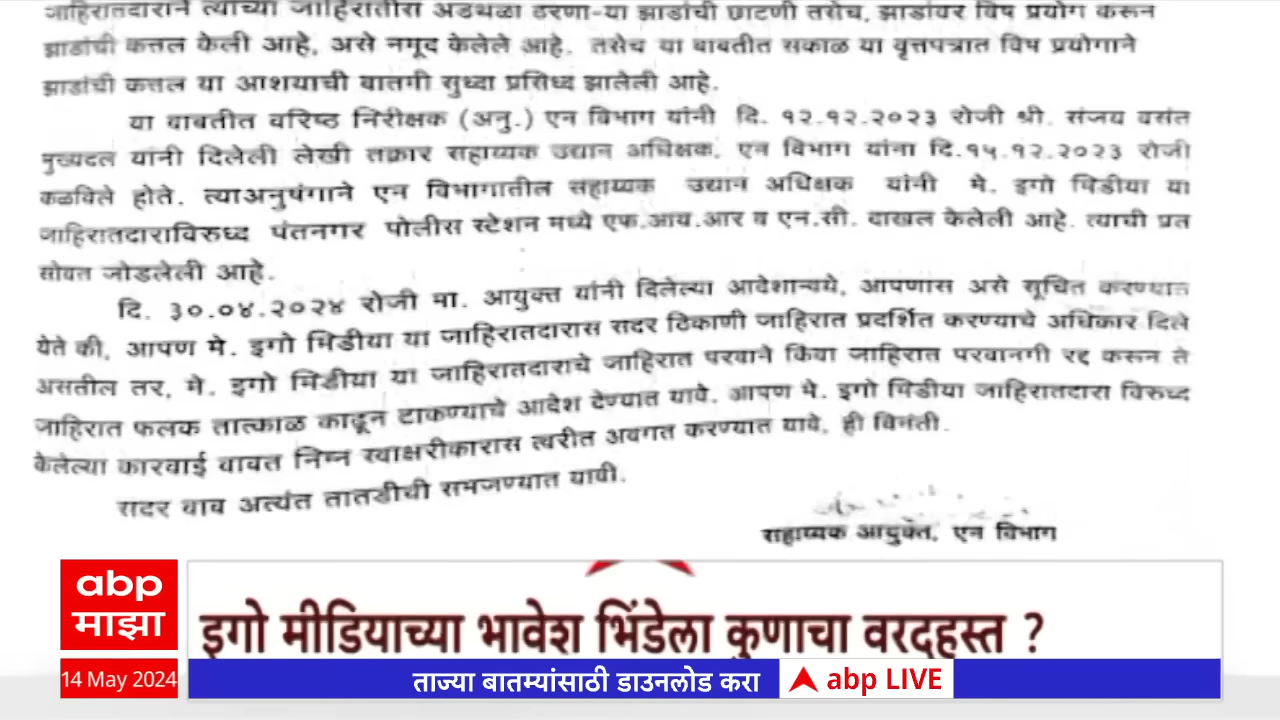 जाहिरातदाराने त्याच्या जाहिरातीस अडथळा ठरणा-या झाडांची छाटणी तसेच, झाडांवर विष प्रयोग करून
झाडांची कत्तल केली आहे, असे नमूद केलेले आहे. तसेच या बाबतीत सकाळ या वृत्तपत्रात विष प्रयोगाने
झाडांची कत्तल या आशयाची बातमी सुध्दा प्रसिध्द झालेली आहे.
या बाबतीत वरिष्ठ निरीक्षक (अनु.) एन विभाग यांनी दि. १२.१२.२०२३ रोजी श्री. संजय वसंत
यांनी दिलेली लेखी तक्रार सहाय्यक उद्यान अधिक्षक, एन विभाग यांना दि.१५.१२.२०२३ रोजी
कळविले होते. त्याअनुषंगाने एन विभागातील सहाय्यक उद्यान अधिक्षक यांनी मे. इगो मिडीया या
जाहिरातदाराविरुध्द पंतनगर पोलीस स्टेशन मध्ये एफ.आय.आर व एन.सी. दाखल केलेली आहे. त्याची प्रत
सोबत जोडलेली आहे.
दि. ३०.०४.२०२४ रोजी मा. आयुक्त यांनी दिलेल्या आदेशान्वये, आपणास असे सूचित करण्यात
येते की, आपण मे. इगो मिडीया या जाहिरातदारास सदर ठिकाणी जाहिरात प्रदर्शित करण्याचे अधिकार दिले
असतील तर, मे. इगो मिडीया या जाहिरातदाराचे जाहिरात परवाने किंवा जाहिरात परवानगी रद्द करून ते
जाहिरात फलक तात्काळ काढून टाकण्याचे आदेश देण्यात यावे. आपण मे. इगो मिडीया जाहिरातदारा विरुध्द
केलेल्या कारवाई बाबत निम्न स्वाक्षरीकारास त्वरीत अवगत करण्यात यावे, ही विनंती.
सदर बाब अत्यंत तातडीची समजण्यात यावी.
सहाय्यक आयुक्त, एन विभाग
abp
माझा
इगो मीडियाच्या भावेश भिंडेला कुणाचा वरदहस्त ?
14 May 2024
ताज्या बातम्यांसाठी डाउनलोड करा abp LIVE